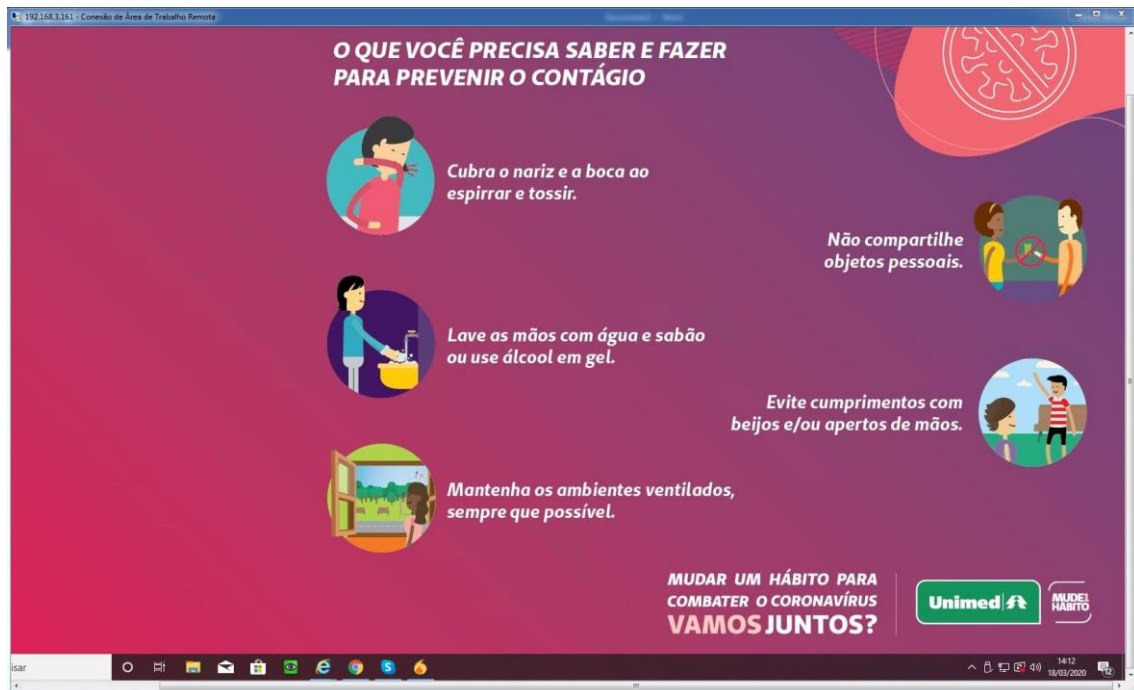 192.168.3.161 - Conexão de Área de Trabalho Remota
O QUE VOCÊ PRECISA SABER E FAZER
PARA PREVENIR O CONTÁGIO
Cubra o nariz e a boca ao
espirrar e tossir.
Não compartilhe
objetos pessoais.
Lave as mãos com água e sabão
ou use álcool em gel.
Evite cumprimentos com
beijos e/ou apertos de mãos.
Mantenha os ambientes ventilados,
sempre que possível.
MUDAR UM HÁBITO PARA
COMBATER O CORONAVÍRUS
VAMOS JUNTOS?
Unimed
MUDE1
HÁBITO
isar
14:12
18/03/2020